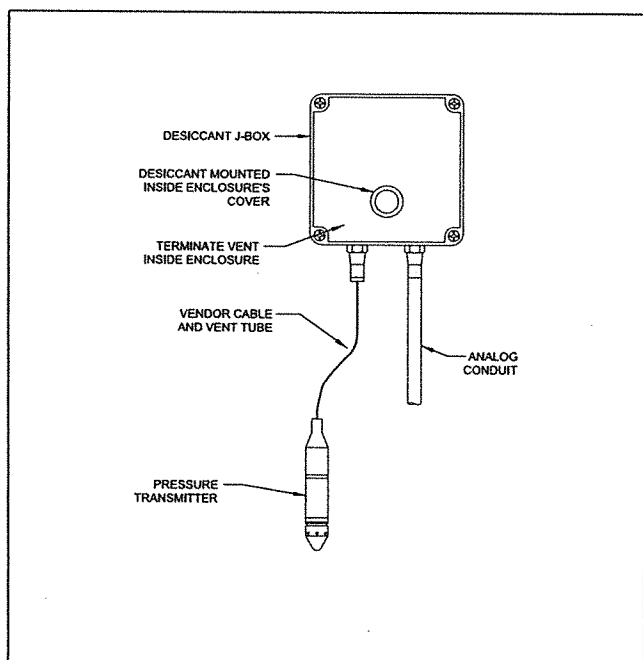 DESICCANT J-BOX
DESICCANT MOUNTED
INSIDE ENCLOSURE'S
COVER
TERMINATE VENT
INSIDE ENCLOSURE
VENDOR CABLE
AND VENT TUBE
ANALOG
CONDUIT
PRESSURE
TRANSMITTER